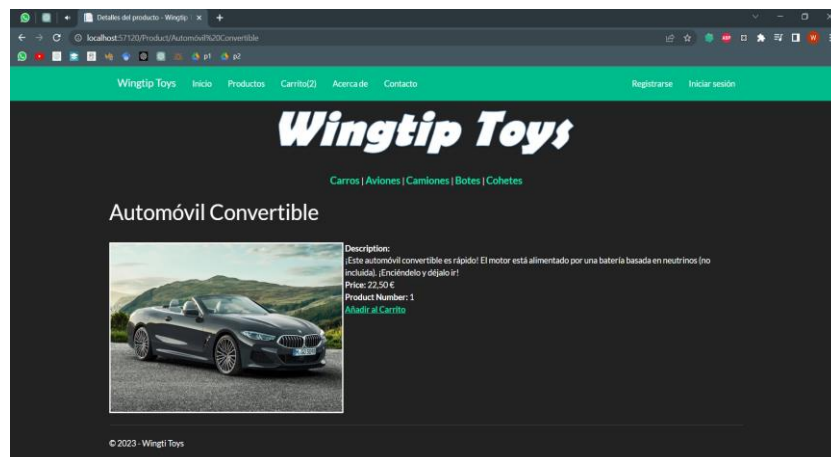 Detalles del producto - Wingtip
localhost:57120/Product/Automóvil%20Convertible
p1 p2
Wingtip Toys Inicio Productos Carrito(2) Acerca de Contacto Registrarse Iniciar sesión
Wingtip Toys
Carros | Aviones | Camiones | Botes | Cohetes
Automóvil Convertible
Description:
¡Este automóvil convertible es rápido! El motor está alimentado por una batería basada en neutrinos (no
incluida). ¡Enciéndelo y déjalo ir!
Price: 22,50 €
Product Number: 1
Añadir al Carrito
© 2023 - Wingti Toys